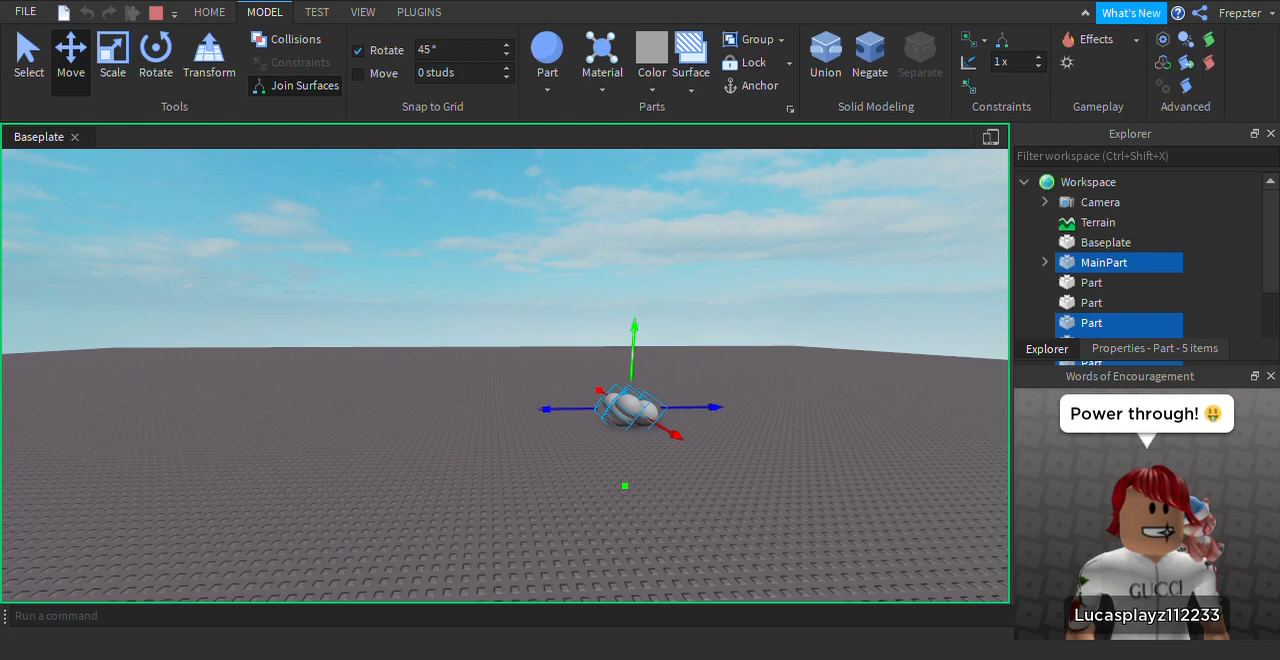 FILE HOME MODEL TEST VIEW PLUGINS What's New Frepzter
Select Move Scale Rotate Transform
Collisions
Constraints
Join Surfaces
Tools
Rotate 45°
Move 0 studs
Snap to Grid
Part Material Color Surface
Group
Lock
Anchor
Parts
Union Negate Separate
Solid Modeling
1 x
Constraints
Effects
Gameplay
Advanced
Baseplate
Explorer
Filter workspace (Ctrl+Shift+X)
Workspace
Camera
Terrain
Baseplate
MainPart
Part
Part
Part
Explorer Properties - Part - 5 items
Part
Words of Encouragement
Power through! 🤑
GUCCI
Lucasplayz112233
Run a command